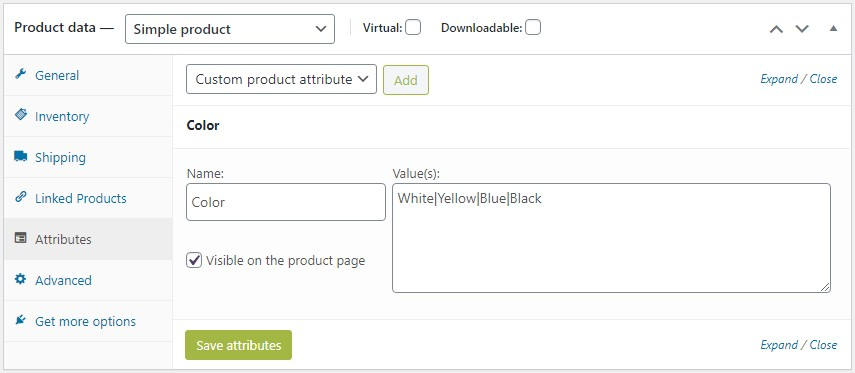 Product data — Simple product Virtual: Downloadable:
General
Inventory
Shipping
Linked Products
Attributes
Advanced
Get more options
Custom product attribute Add Expand / Close
Color
Name: Value(s):
Color White|Yellow|Blue|Black
Visible on the product page
Save attributes Expand / Close